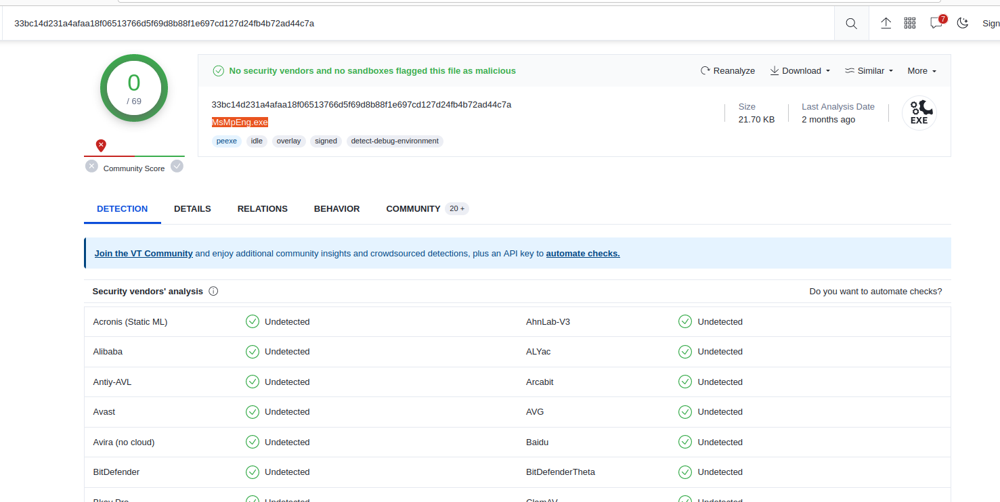 33bc14d231a4afaa18f06513766d5f69d8b88f1e697cd127d24fb4b72ad44c7a
7
Sign
0
/ 69
Community Score
No security vendors and no sandboxes flagged this file as malicious
Reanalyze Download Similar More
33bc14d231a4afaa18f06513766d5f69d8b88f1e697cd127d24fb4b72ad44c7a
MsMpEng.exe
peexe idle overlay signed detect-debug-environment
Size
21.70 KB
Last Analysis Date
2 months ago
EXE
DETECTION DETAILS RELATIONS BEHAVIOR COMMUNITY 20 +
Join the VT Community and enjoy additional community insights and crowdsourced detections, plus an API key to automate checks.
Security vendors' analysis Do you want to automate checks?
Acronis (Static ML) Undetected AhnLab-V3 Undetected
Alibaba Undetected ALYac Undetected
Antiy-AVL Undetected Arcabit Undetected
Avast Undetected AVG Undetected
Avira (no cloud) Undetected Baidu Undetected
BitDefender Undetected BitDefenderTheta Undetected
Bkav Pro Undetected ClamAV Undetected